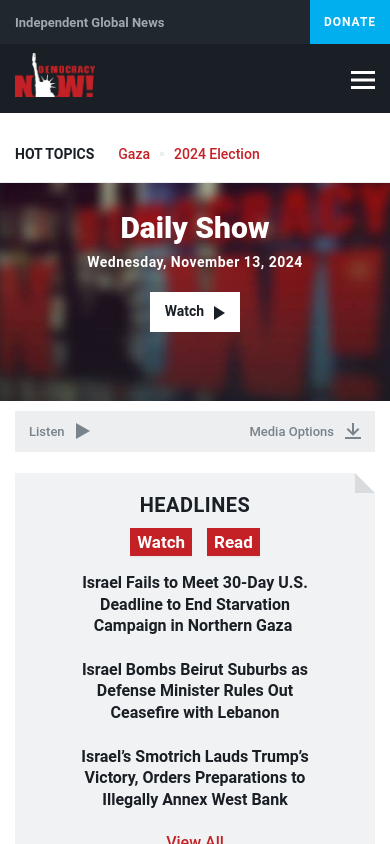 Independent Global News
DONATE
DEMOCRACY
NOW!
HOT TOPICS
Gaza
2024 Election
Daily Show
Wednesday, November 13, 2024
Watch
Listen
Media Options
HEADLINES
Watch
Read
Israel Fails to Meet 30-Day U.S.
Deadline to End Starvation
Campaign in Northern Gaza
Israel Bombs Beirut Suburbs as
Defense Minister Rules Out
Ceasefire with Lebanon
Israel’s Smotrich Lauds Trump’s
Victory, Orders Preparations to
Illegally Annex West Bank
View All